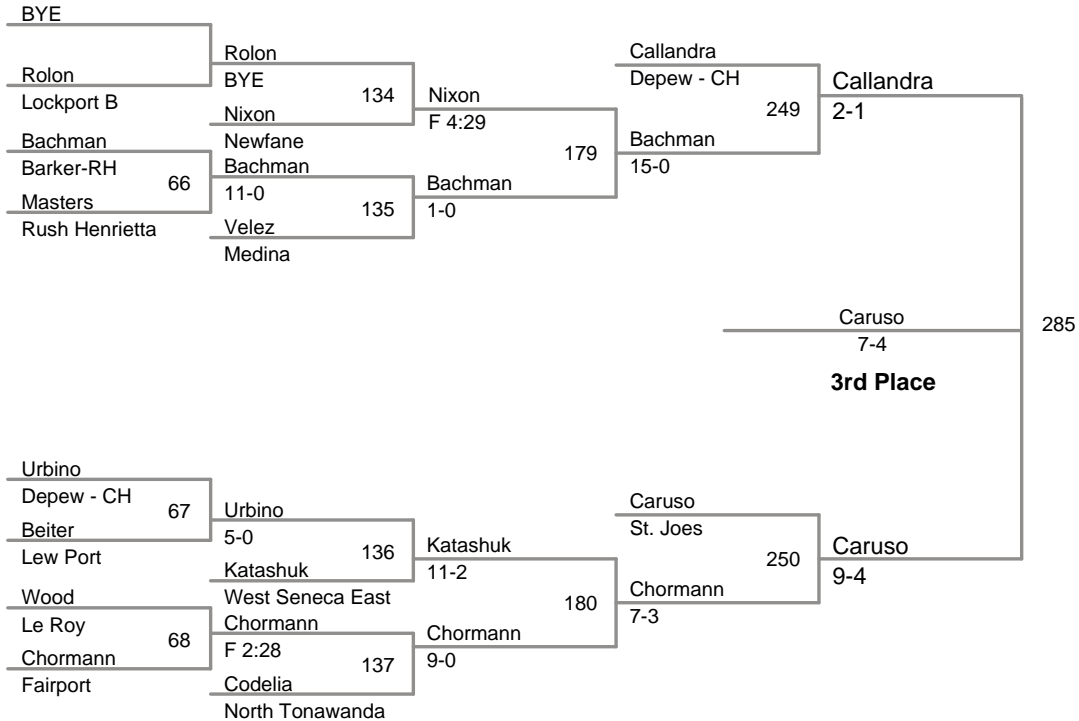 BYE
Rolon
Lockport B
Bachman
Barker-RH
66
Masters
Rush Henrietta
Rolon
BYE
134
Nixon
Newfane
Bachman
11-0
135
Velez
Medina
Nixon
F 4:29
179
Bachman
1-0
Callandra
Depew - CH
249
Bachman
15-0
Callandra
2-1
Caruso
7-4
285
3rd Place
Urbino
Depew - CH
67
Beiter
Lew Port
Wood
Le Roy
68
Chormann
Fairport
Urbino
5-0
136
Katashuk
West Seneca East
Chormann
F 2:28
137
Codelia
North Tonawanda
Katashuk
11-2
180
Chormann
9-0
Caruso
St. Joes
250
Chormann
7-3
Caruso
9-4